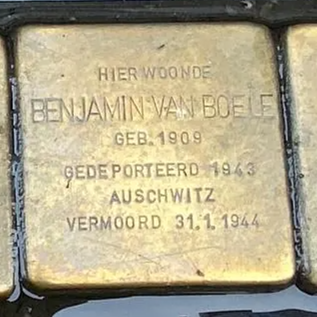 HIER WOONDE
BENJAMIN VAN BOELE
GEB. 1909
GEDEPORTEERD 1943
AUSCHWITZ
VERMOORD 31.1.1944